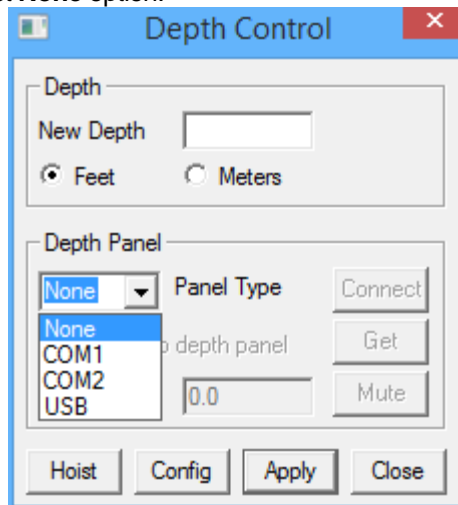 option.
Depth Control
Depth
New Depth
Feet Meters
Depth Panel
None Panel Type Connect
None
COM1 depth panel Get
COM2
USB 0.0 Mute
Hoist Config Apply Close